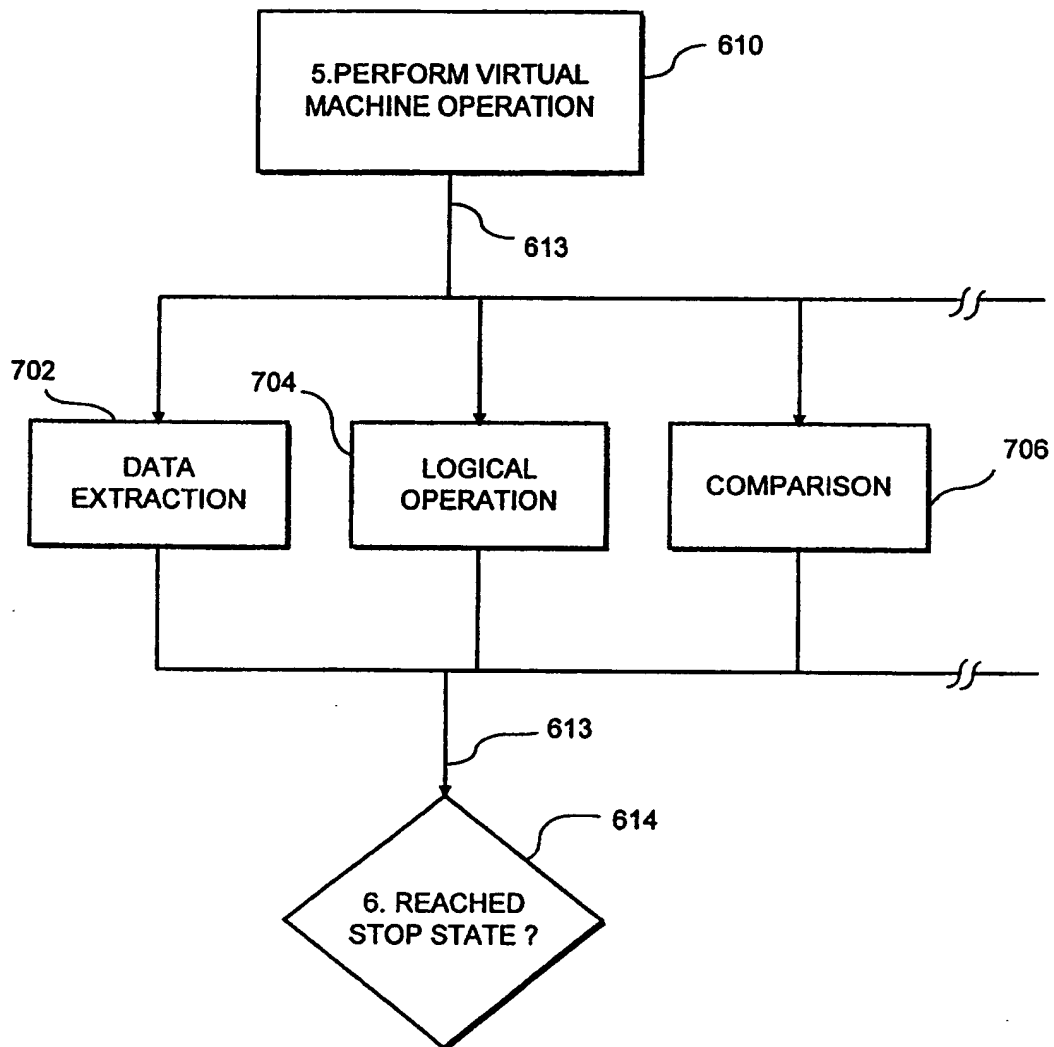 610
5.PERFORM VIRTUAL
MACHINE OPERATION
613
702
704
706
DATA
EXTRACTION
LOGICAL
OPERATION
COMPARISON
613
614
6. REACHED
STOP STATE ?